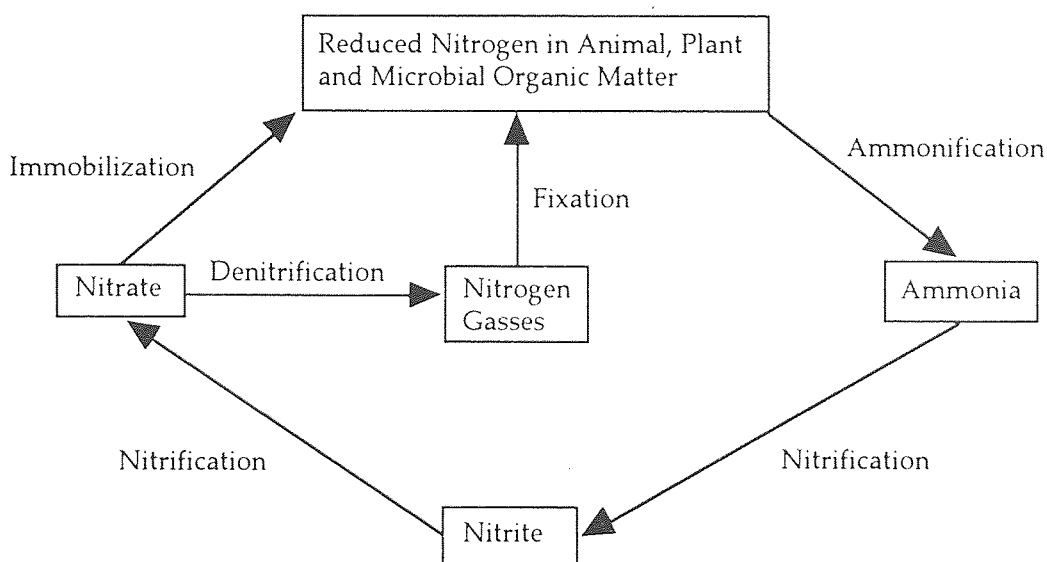 Reduced Nitrogen in Animal, Plant
and Microbial Organic Matter
Immobilization
Ammonification
Fixation
Denitrification
Nitrate
Nitrogen
Gasses
Ammonia
Nitrification
Nitrification
Nitrite